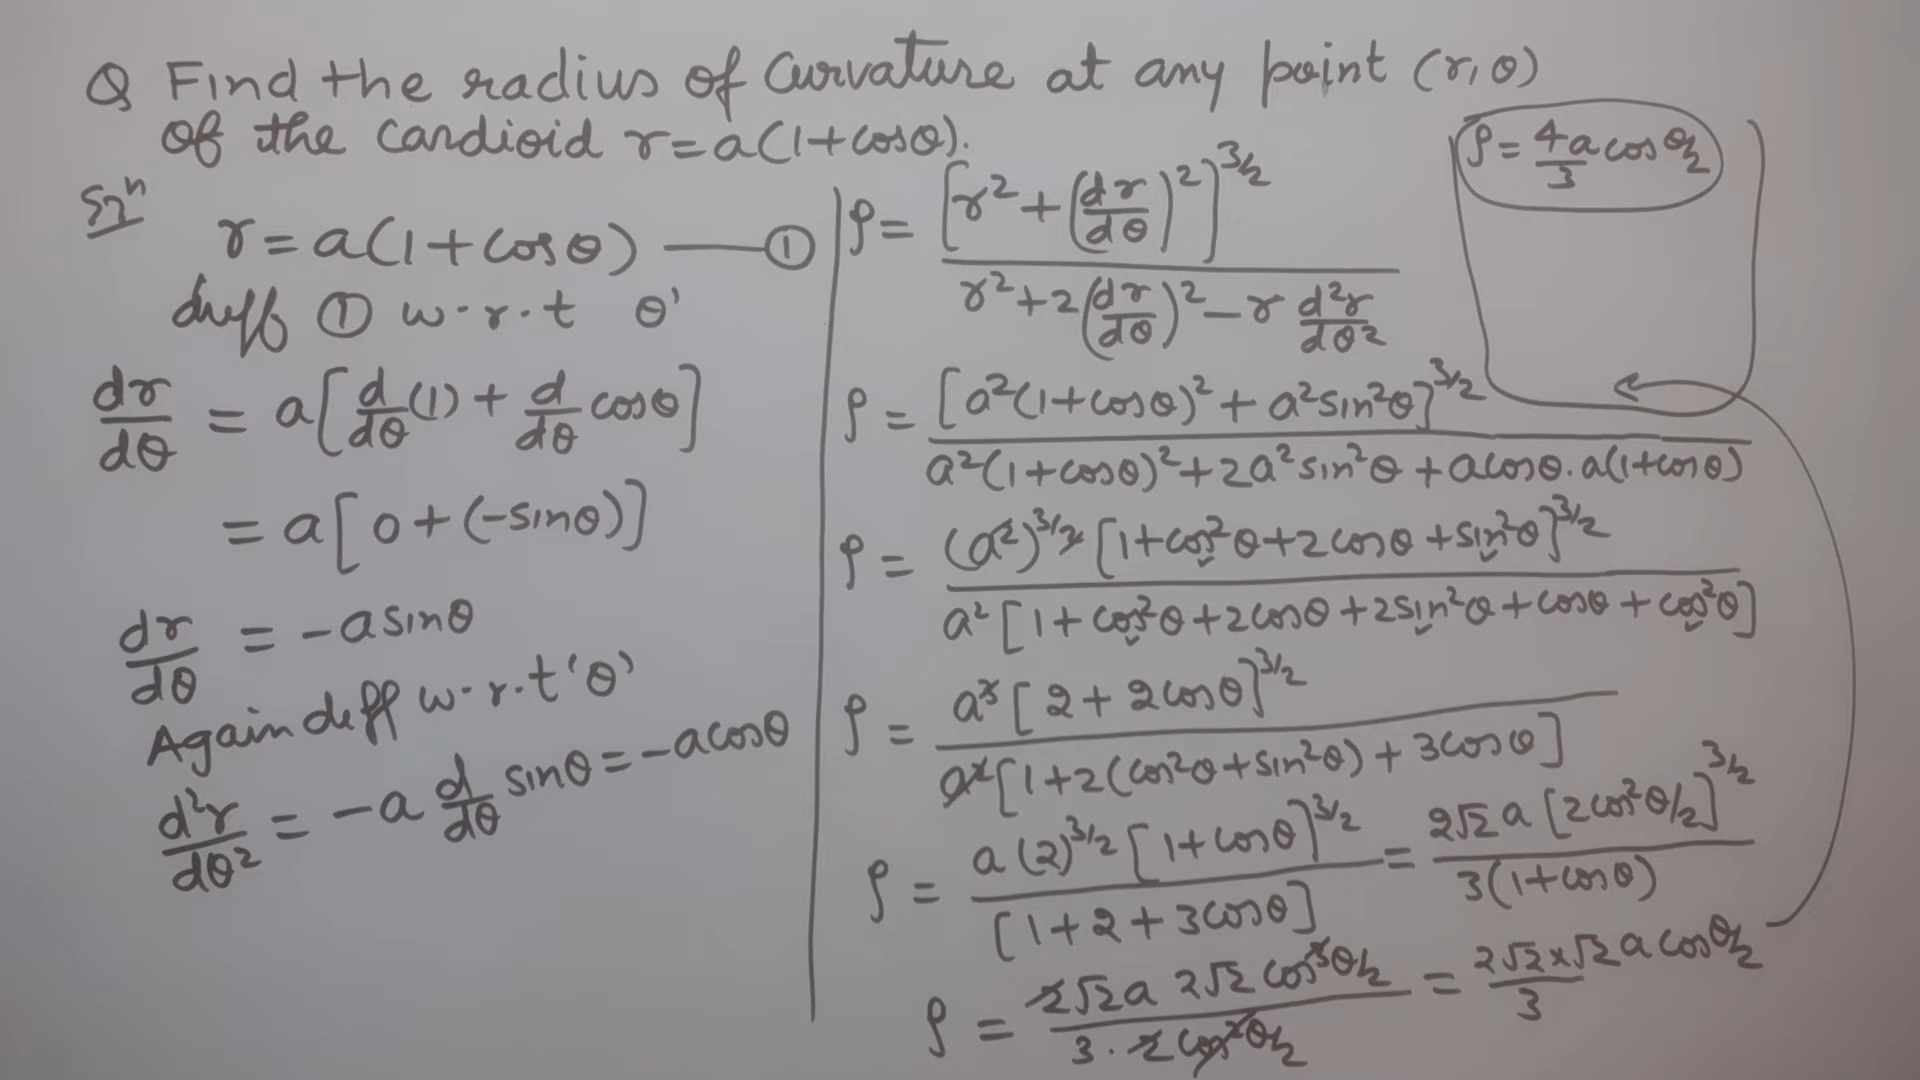 Q Find the radius of Curvature at any point (r, θ)
of the cardioid r=a(1+cosθ).
Solⁿ
r = a(1+cosθ) —— ①
diff ① w·r·t θ'
dr/dθ = a[d/dθ (1) + d/dθ cosθ]
= a[0+(-sinθ)]
dr/dθ = -a sinθ
Again diff w·r·t 'θ'
d²r/dθ² = -a d/dθ sinθ = -a cosθ
ρ = [r² + (dr/dθ)²]^3/2 / r² + 2(dr/dθ)² - r d²r/dθ²
ρ = [a²(1+cosθ)² + a²sin²θ]^3/2 / a²(1+cosθ)² + 2a²sin²θ + acosθ.a(1+cosθ)
ρ = (a²)^3/2 [1+cos²θ+2cosθ+sin²θ]^3/2 / a²[1+cos²θ+2cosθ+2sin²θ+cosθ+cos²θ]
ρ = a³[2+2cosθ]^3/2 / a²[1+2(cos²θ+sin²θ)+3cosθ]
ρ = a(2)^3/2 [1+cosθ]^3/2 / [1+2+3cosθ] = 2√2 a [2cos²θ/2]^3/2 / 3(1+cosθ)
ρ = 2√2a 2√2 cos³θ/2 / 3·2cos²θ/2 = 2√2×√2 a cosθ/2 / 3
ρ = 4a/3 cosθ/2